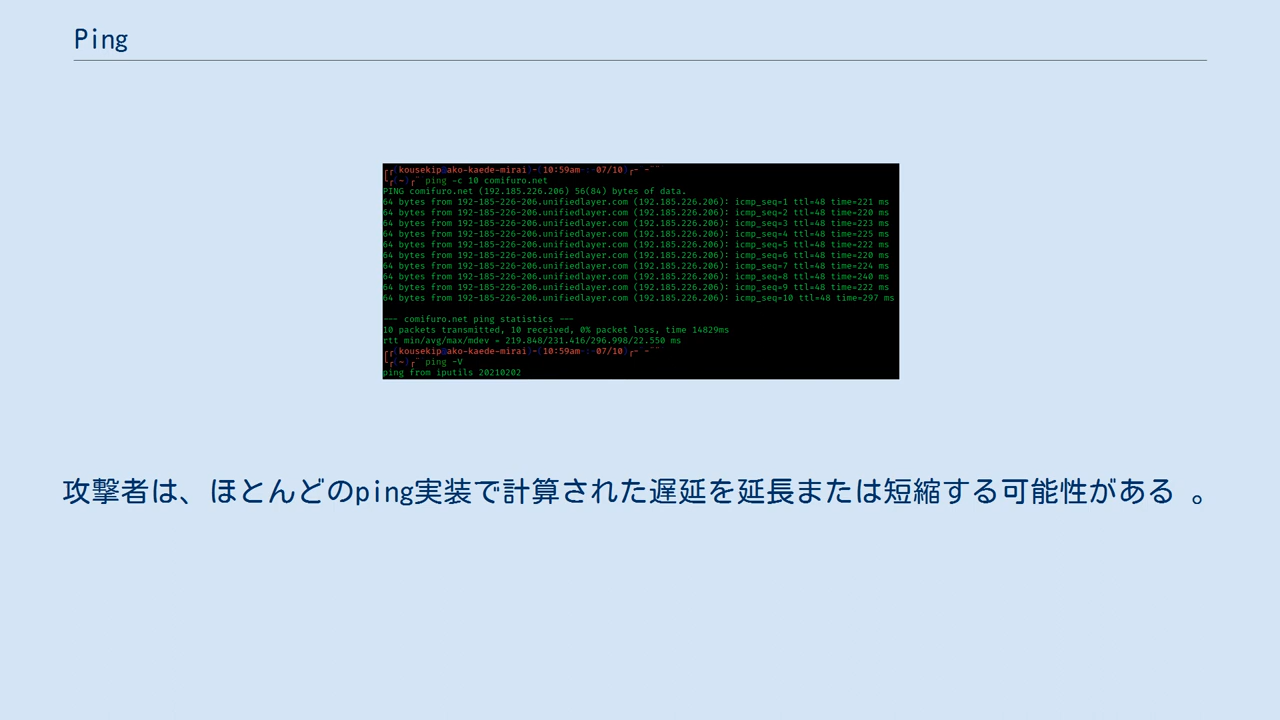 Ping
┌┌(kousekip@ako-kaede-mirai)-(10:59am-:-07/10)┌- -¯¯
└┌(~)┌¯ ping -c 10 comifuro.net
PING comifuro.net (192.185.226.206) 56(84) bytes of data.
64 bytes from 192-185-226-206.unifiedlayer.com (192.185.226.206): icmp_seq=1 ttl=48 time=221 ms
64 bytes from 192-185-226-206.unifiedlayer.com (192.185.226.206): icmp_seq=2 ttl=48 time=220 ms
64 bytes from 192-185-226-206.unifiedlayer.com (192.185.226.206): icmp_seq=3 ttl=48 time=223 ms
64 bytes from 192-185-226-206.unifiedlayer.com (192.185.226.206): icmp_seq=4 ttl=48 time=225 ms
64 bytes from 192-185-226-206.unifiedlayer.com (192.185.226.206): icmp_seq=5 ttl=48 time=222 ms
64 bytes from 192-185-226-206.unifiedlayer.com (192.185.226.206): icmp_seq=6 ttl=48 time=220 ms
64 bytes from 192-185-226-206.unifiedlayer.com (192.185.226.206): icmp_seq=7 ttl=48 time=224 ms
64 bytes from 192-185-226-206.unifiedlayer.com (192.185.226.206): icmp_seq=8 ttl=48 time=240 ms
64 bytes from 192-185-226-206.unifiedlayer.com (192.185.226.206): icmp_seq=9 ttl=48 time=222 ms
64 bytes from 192-185-226-206.unifiedlayer.com (192.185.226.206): icmp_seq=10 ttl=48 time=297 ms
--- comifuro.net ping statistics ---
10 packets transmitted, 10 received, 0% packet loss, time 14829ms
rtt min/avg/max/mdev = 219.848/231.416/296.998/22.550 ms
┌┌(kousekip@ako-kaede-mirai)-(10:59am-:-07/10)┌- -¯¯
└┌(~)┌¯ ping -V
ping from iputils 20210202
攻撃者は、ほとんどのping実装で計算された遅延を延長または短縮する可能性がある 。